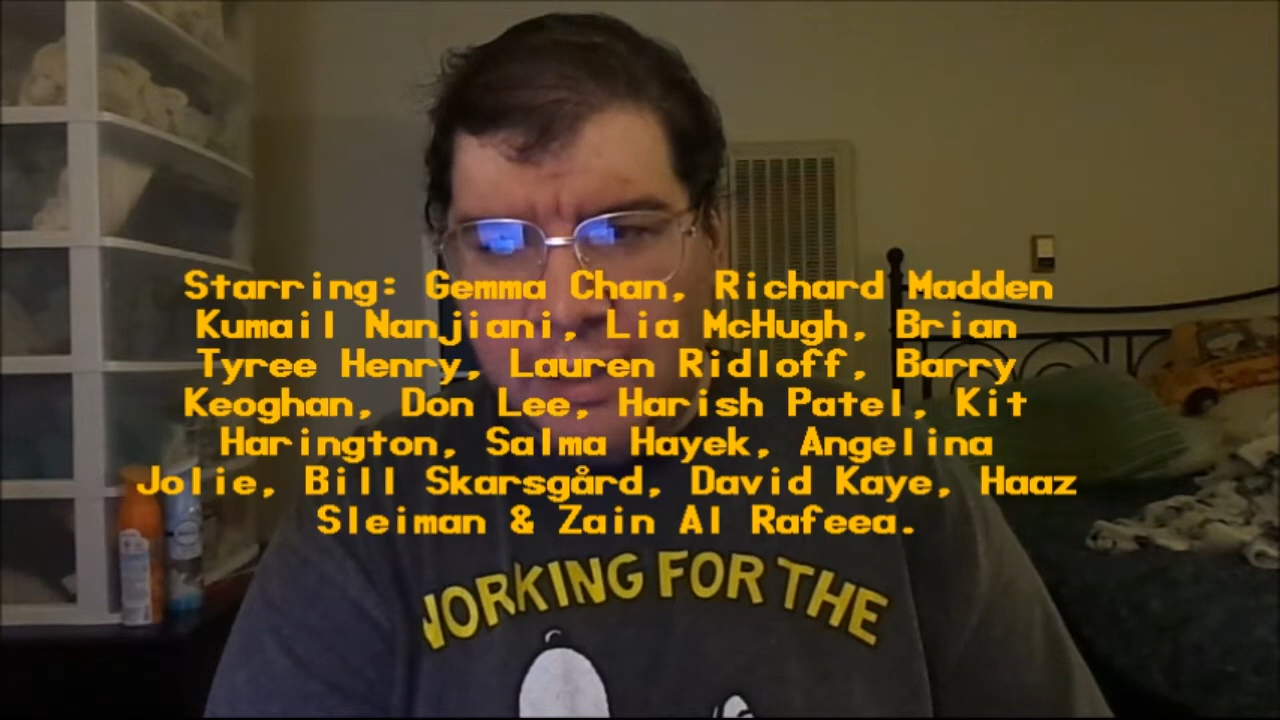 Starring: Gemma Chan, Richard Madden
Kumail Nanjiani, Lia McHugh, Brian
Tyree Henry, Lauren Ridloff, Barry
Keoghan, Don Lee, Harish Patel, Kit
Harington, Salma Hayek, Angelina
Jolie, Bill Skarsgård, David Kaye, Haaz
Sleiman & Zain Al Rafeea.
WORKING FOR THE